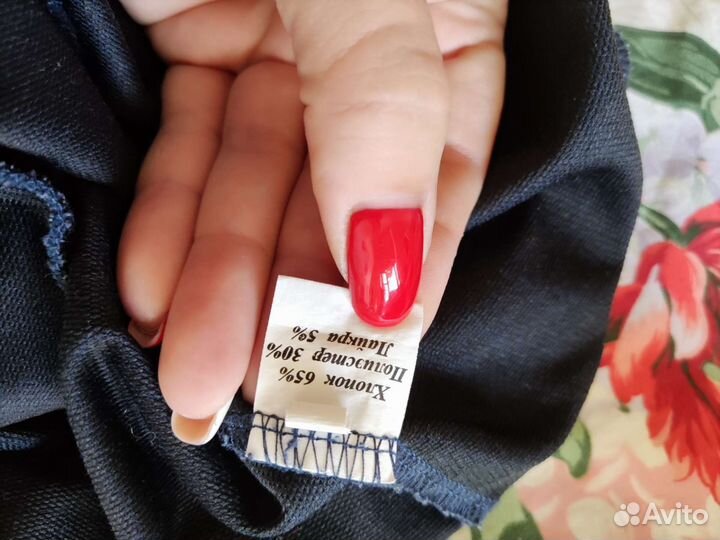 Хлопок 65%
Полиэстер 30%
Лайкра 5%
Avito